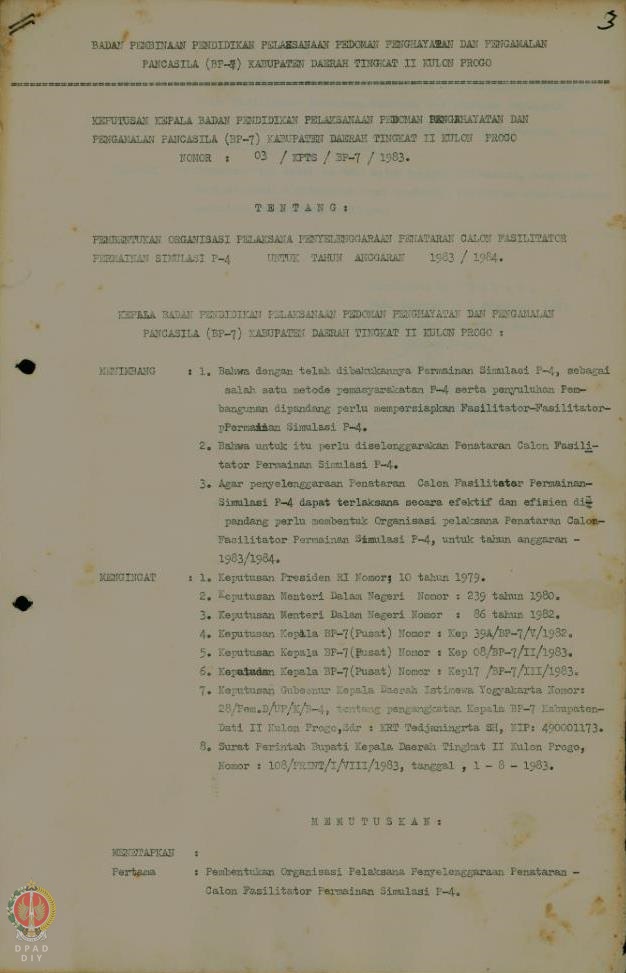 3
BADAN PEMBINAAN PENDIDIKAN PELAKSANAAN PEDOMAN PENGHAYATAN DAN PENGAMALAN
PANCASILA (BP-7) KABUPATEN DAERAH TINGKAT II KULON PROGO
KEPUTUSAN KEPALA BADAN PENDIDIKAN PELAKSANAAN PEDOMAN PENGHAYATAN DAN
PENGAMALAN PANCASILA (BP-7) KABUPATEN DAERAH TINGKAT II KULON PROGO
NOMOR : 03 / KPTS / BP-7 / 1983.
T E N T A N G :
PEMBENTUKAN ORGANISASI PELAKSANA PENYELENGGARAAN PENATARAN CALON FASILITATOR
PERMAINAN SIMULASI P-4 UNTUK TAHUN ANGGARAN 1983 / 1984.
KEPALA BADAN PENDIDIKAN PELAKSANAAN PEDOMAN PENGHAYATAN DAN PENGAMALAN
PANCASILA (BP-7) KABUPATEN DAERAH TINGKAT II KULON PROGO :
MENIMBANG : 1. Bahwa dengan telah dibakukannya Permainan Simulasi P-4, sebagai
salah satu metode pemasyarakatan P-4 serta penyuluhan Pem-
bangunan dipandang perlu mempersiapkan Fasilitator-Fasilitator-
pPermainan Simulasi P-4.
2. Bahwa untuk itu perlu diselenggarakan Penataran Calon Fasili-
tator Permainan Simulasi P-4.
3. Agar penyelenggaraan Penataran Calon Fasilitator Permainan-
Simulasi P-4 dapat terlaksana secara efektif dan efisien di-
pandang perlu membentuk Organisasi pelaksana Penataran Calon-
Fasilitator Permainan Simulasi P-4, untuk tahun anggaran -
1983/1984.
MENGINGAT : 1. Keputusan Presiden RI Nomor; 10 tahun 1979.
2. Keputusan Menteri Dalam Negeri Nomor : 239 tahun 1980.
3. Keputusan Menteri Dalam Negeri Nomor : 86 tahun 1982.
4. Keputusan Kepala BP-7(Pusat) Nomor : Kep 39A/BP-7/V/1982.
5. Keputusan Kepala BP-7(Pusat) Nomor : Kep 08/BP-7/II/1983.
6. Kepala BP-7(Pusat) Nomor : Kep17 /BP-7/III/1983.
7. Keputusan Gubesnur Kepala Daerah Istimewa Yogyakarta Nomor:
28/Pem.D/UP/K/B-4, tentang pengangkatan Kepala BP-7 Kabupaten-
Dati II Kulon Progo,Sdr : KRT Tedjaningrta SH, NIP: 490001173.
8. Surat Perintah Bupati Kepala Daerah Tingkat II Kulon Progo,
Nomor : 108/PRINT/I/VIII/1983, tanggal , 1 - 8 - 1983.
M E M U T U S K A N :
MENETAPKAN :
Pertama : Pembentukan Organisasi Pelaksana Penyelenggaraan Penataran -
Calon Fasilitator Permainan Simulasi P-4.
DPAD
DIY